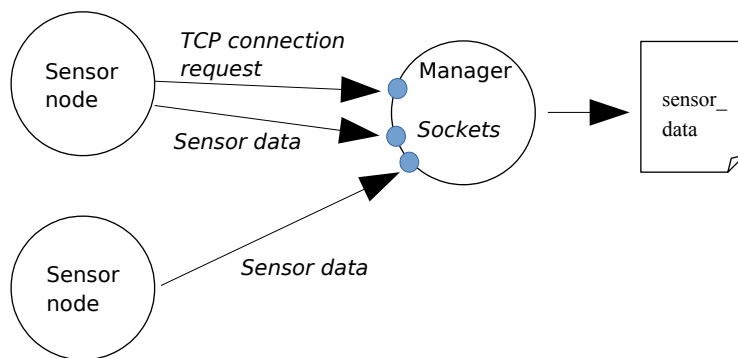 TCP connection
request
Sensor
node
Manager
Sockets
Sensor data
sensor_
data
Sensor data
Sensor
node